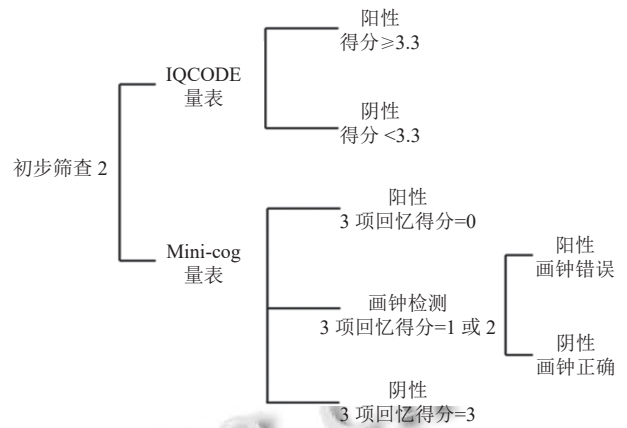 阳性
得分≥3.3
IQCODE
量表
阴性
得分 <3.3
初步筛查 2
阳性
3 项回忆得分=0
Mini-cog
量表
阳性
画钟错误
画钟检测
3 项回忆得分=1 或 2
阴性
画钟正确
阴性
3 项回忆得分=3